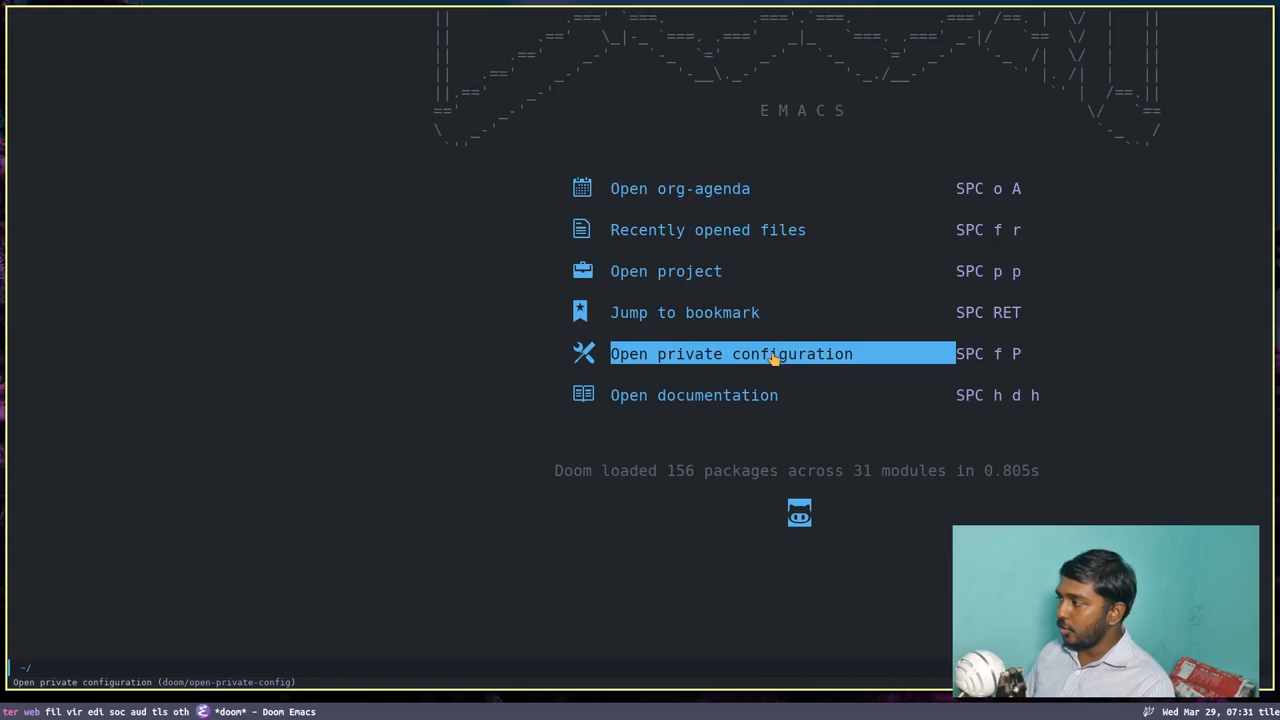 E M A C S
Open org-agenda SPC o A
Recently opened files SPC f r
Open project SPC p p
Jump to bookmark SPC RET
Open private configuration SPC f P
Open documentation SPC h d h
Doom loaded 156 packages across 31 modules in 0.805s
~/
Open private configuration (doom/open-private-config)
ter web fil vir edi soc aud tls oth *doom* – Doom Emacs Wed Mar 29, 07:31 tile